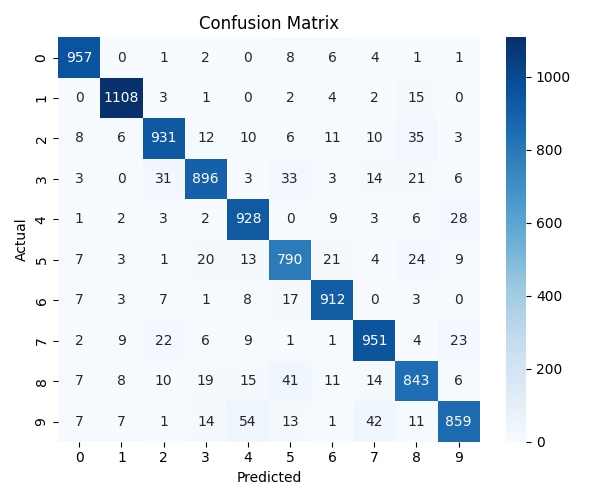 Confusion Matrix
Actual
0 957 0 1 2 0 8 6 4 1 1
1 0 1108 3 1 0 2 4 2 15 0
2 8 6 931 12 10 6 11 10 35 3
3 3 0 31 896 3 33 3 14 21 6
4 1 2 3 2 928 0 9 3 6 28
5 7 3 1 20 13 790 21 4 24 9
6 7 3 7 1 8 17 912 0 3 0
7 2 9 22 6 9 1 1 951 4 23
8 7 8 10 19 15 41 11 14 843 6
9 7 7 1 14 54 13 1 42 11 859
0 1 2 3 4 5 6 7 8 9
Predicted
1000
800
600
400
200
0